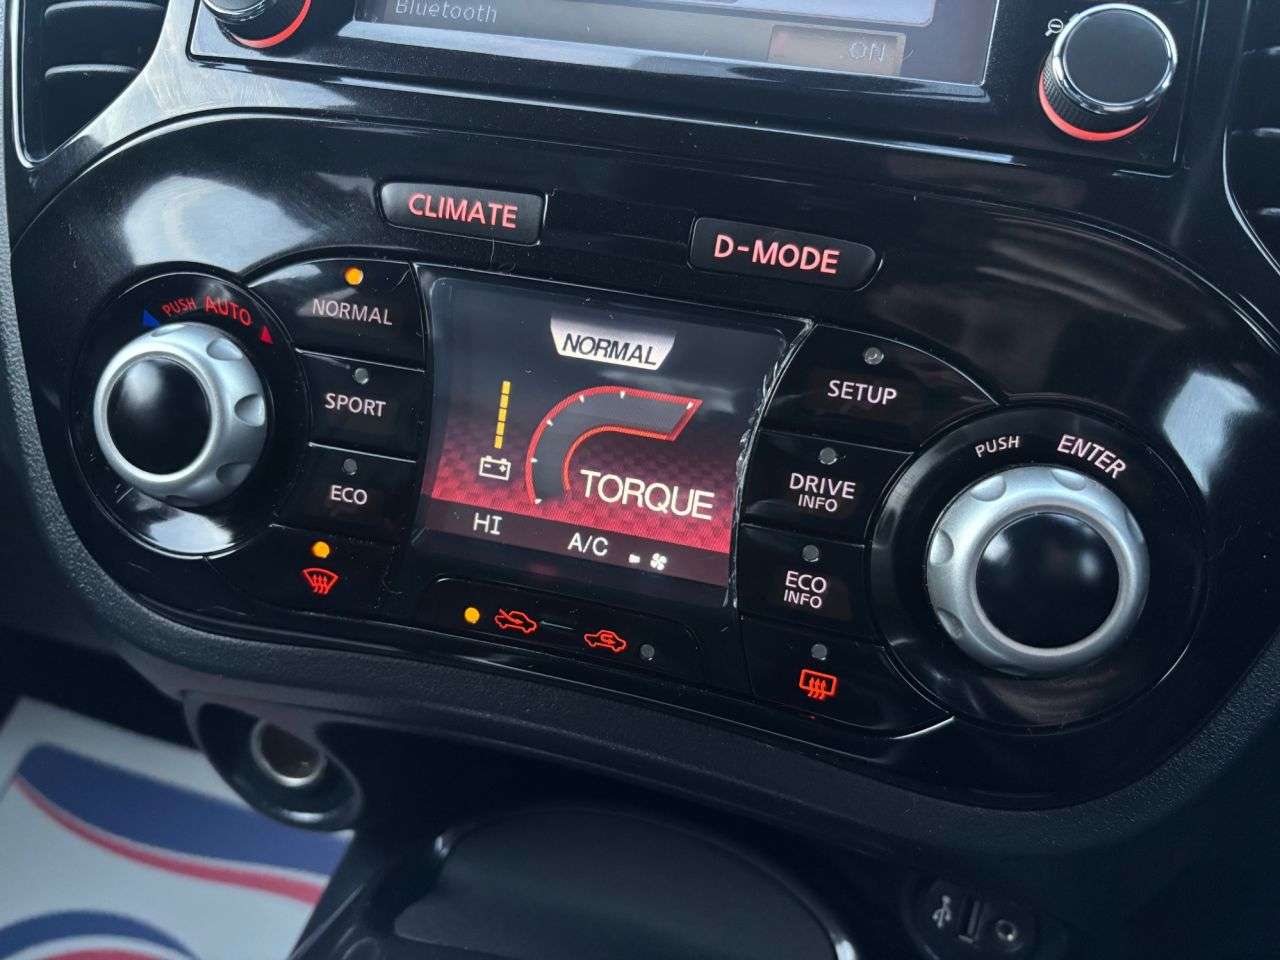 Bluetooth
ON
CLIMATE
D-MODE
PUSH AUTO
NORMAL
NORMAL
SETUP
SPORT
PUSH ENTER
DRIVE
INFO
ECO
TORQUE
HI
A/C
ECO
INFO